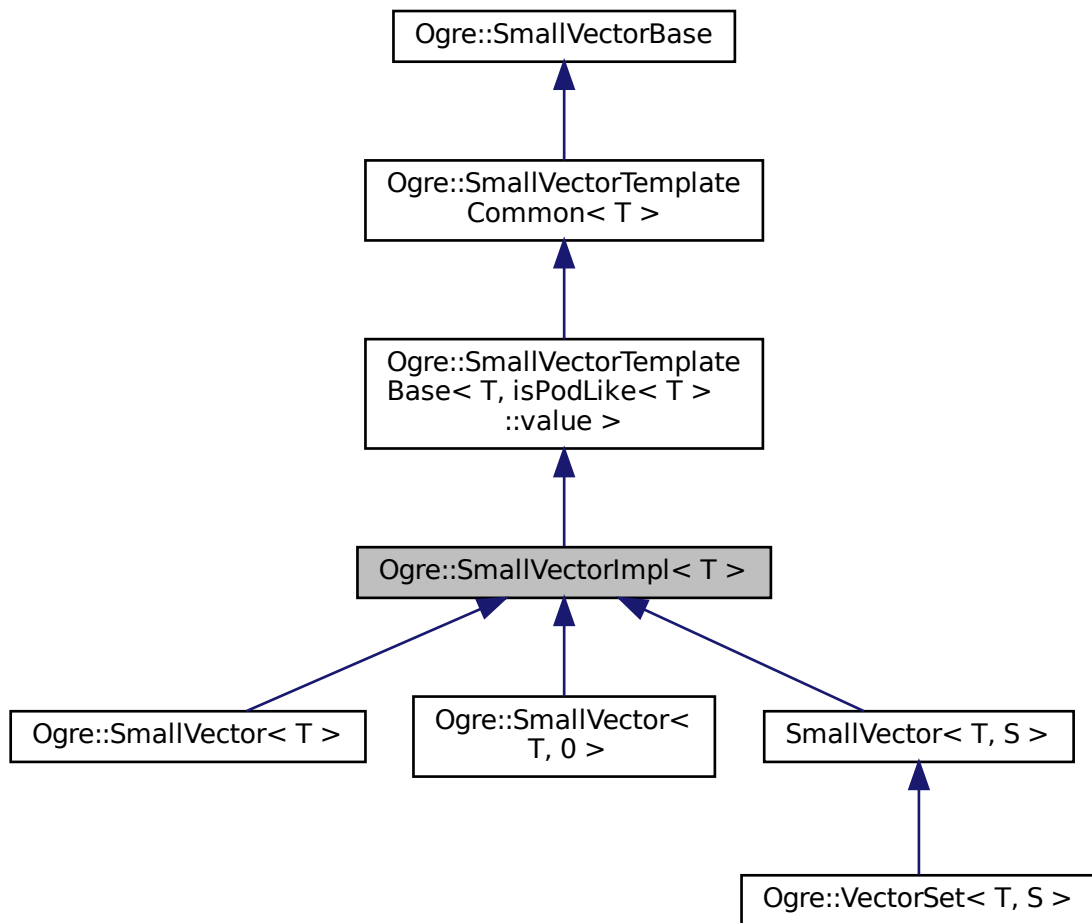 Ogre::SmallVectorBase
Ogre::SmallVectorTemplate
Common< T >
Ogre::SmallVectorTemplate
Base< T, isPodLike< T >
::value >
Ogre::SmallVectorImpl< T >
Ogre::SmallVector< T >
Ogre::SmallVector<
T, 0 >
SmallVector< T, S >
Ogre::VectorSet< T, S >